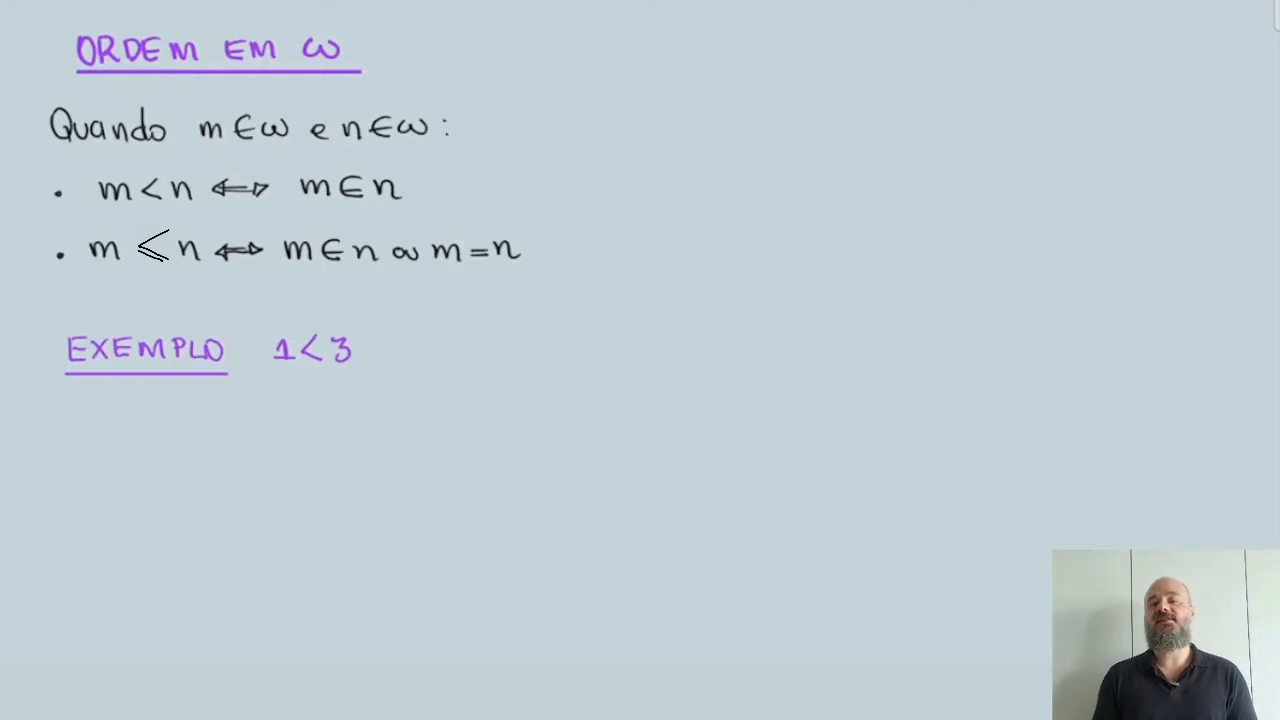 ORDEM EM ω
Quando m∈ω e n∈ω:
• m<n ⟺ m∈n
• m ⩽ n ⟺ m∈n ou m=n
EXEMPLO 1<3